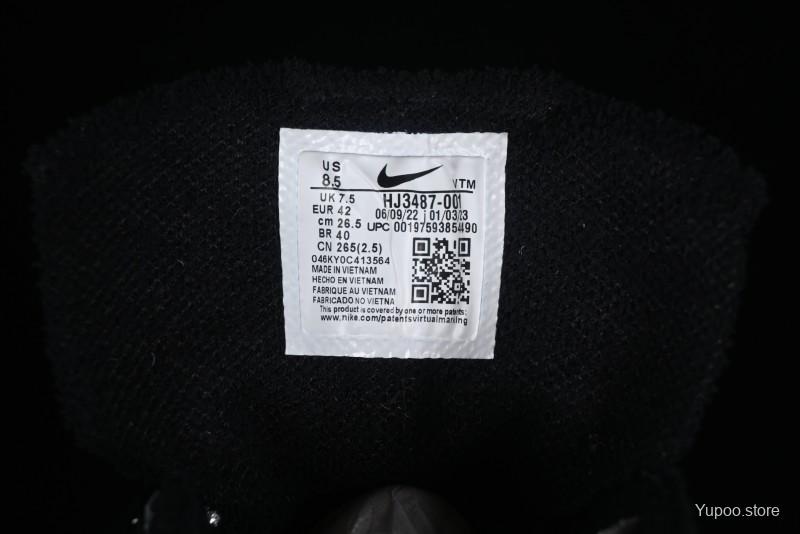 US
8.5
VTM
UK 7.5
HJ3487-001
EUR 42
06/09/22 | 01/03/23
cm 26.5
UPC 0019759385490
BR 40
CN 265(2.5)
046KY0C413564
MADE IN VIETNAM
HECHO EN VIETNAM
FABRIQUE AU VIETNAM
FABRICADO NO VIETNA
This product is covered by one or more patents:
www.nike.com/patentsvirtualmarking
Yupoo.store